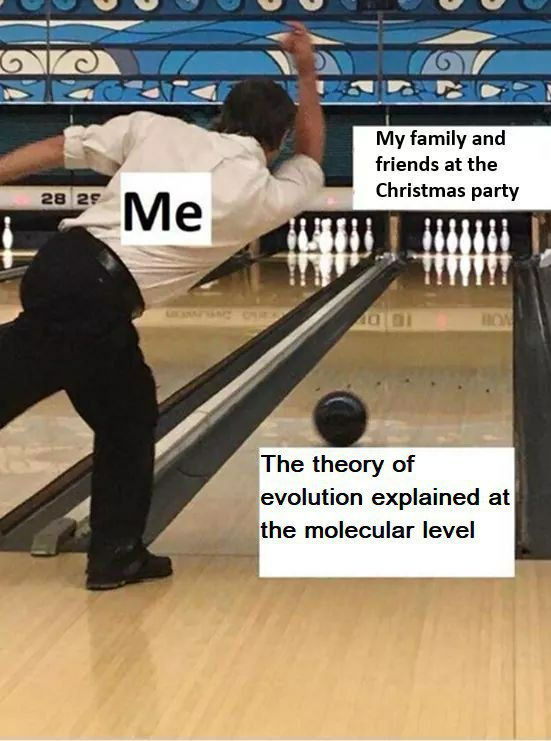 My family and
friends at the
Christmas party
28 29
Me
The theory of
evolution explained at
the molecular level